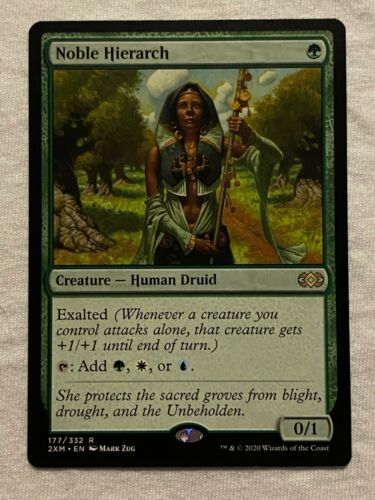 Noble Hierarch
Creature — Human Druid
Exalted (Whenever a creature you
control attacks alone, that creature gets
+1/+1 until end of turn.)
: Add , , or .
She protects the sacred groves from blight,
drought, and the Unbeholden.
0/1
177/332 R
2XM • EN Mark Zug
™ & © 2020 Wizards of the Coast